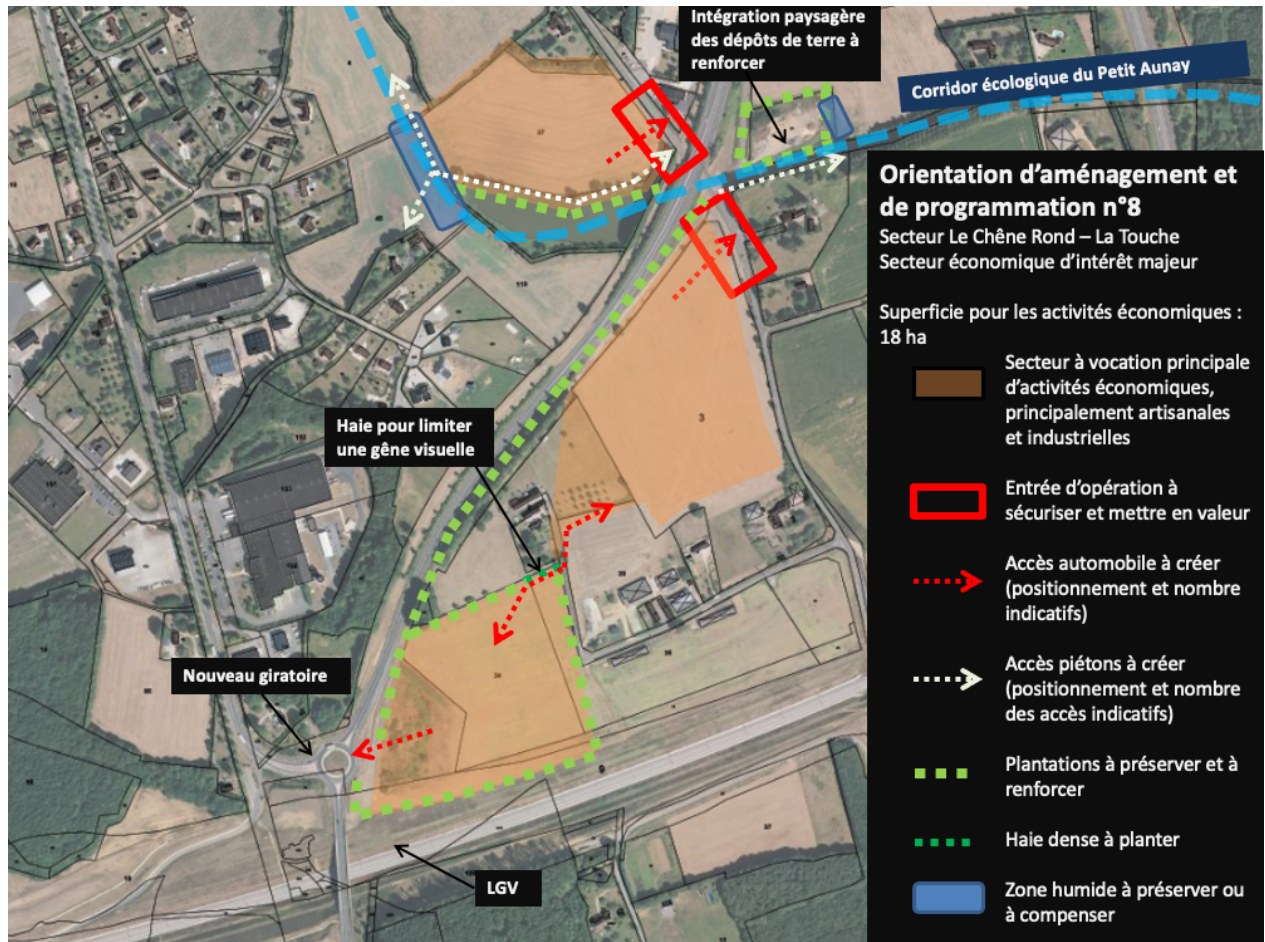 Intégration paysagère
des dépôts de terre à
renforcer
Corridor écologique du Petit Aunay
Orientation d'aménagement et
de programmation n°8
Secteur Le Chêne Rond – La Touche
Secteur économique d'intérêt majeur
Superficie pour les activités économiques :
18 ha
Secteur à vocation principale
d'activités économiques,
principalement artisanales
et industrielles
Entrée d'opération à
sécuriser et mettre en valeur
Accès automobile à créer
(positionnement et nombre
indicatifs)
Accès piétons à créer
(positionnement et nombre
des accès indicatifs)
Plantations à préserver et à
renforcer
Haie dense à planter
Zone humide à préserver ou
à compenser
Haie pour limiter
une gêne visuelle
Nouveau giratoire
LGV
3
9